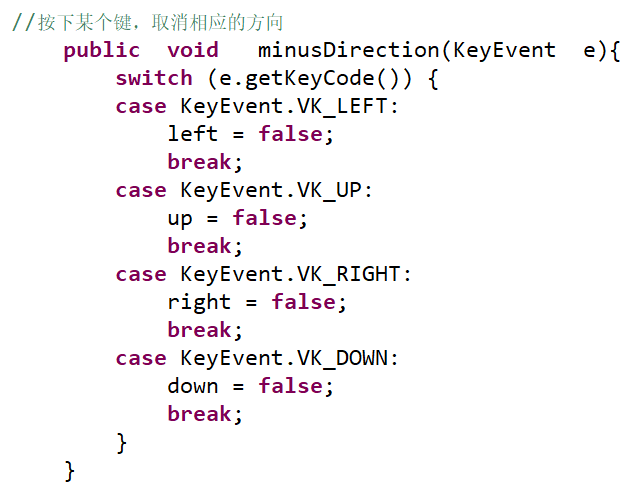 //按下某个键，取消相应的方向
public void minusDirection(KeyEvent e){
switch (e.getKeyCode()) {
case KeyEvent.VK_LEFT:
left = false;
break;
case KeyEvent.VK_UP:
up = false;
break;
case KeyEvent.VK_RIGHT:
right = false;
break;
case KeyEvent.VK_DOWN:
down = false;
break;
}
}